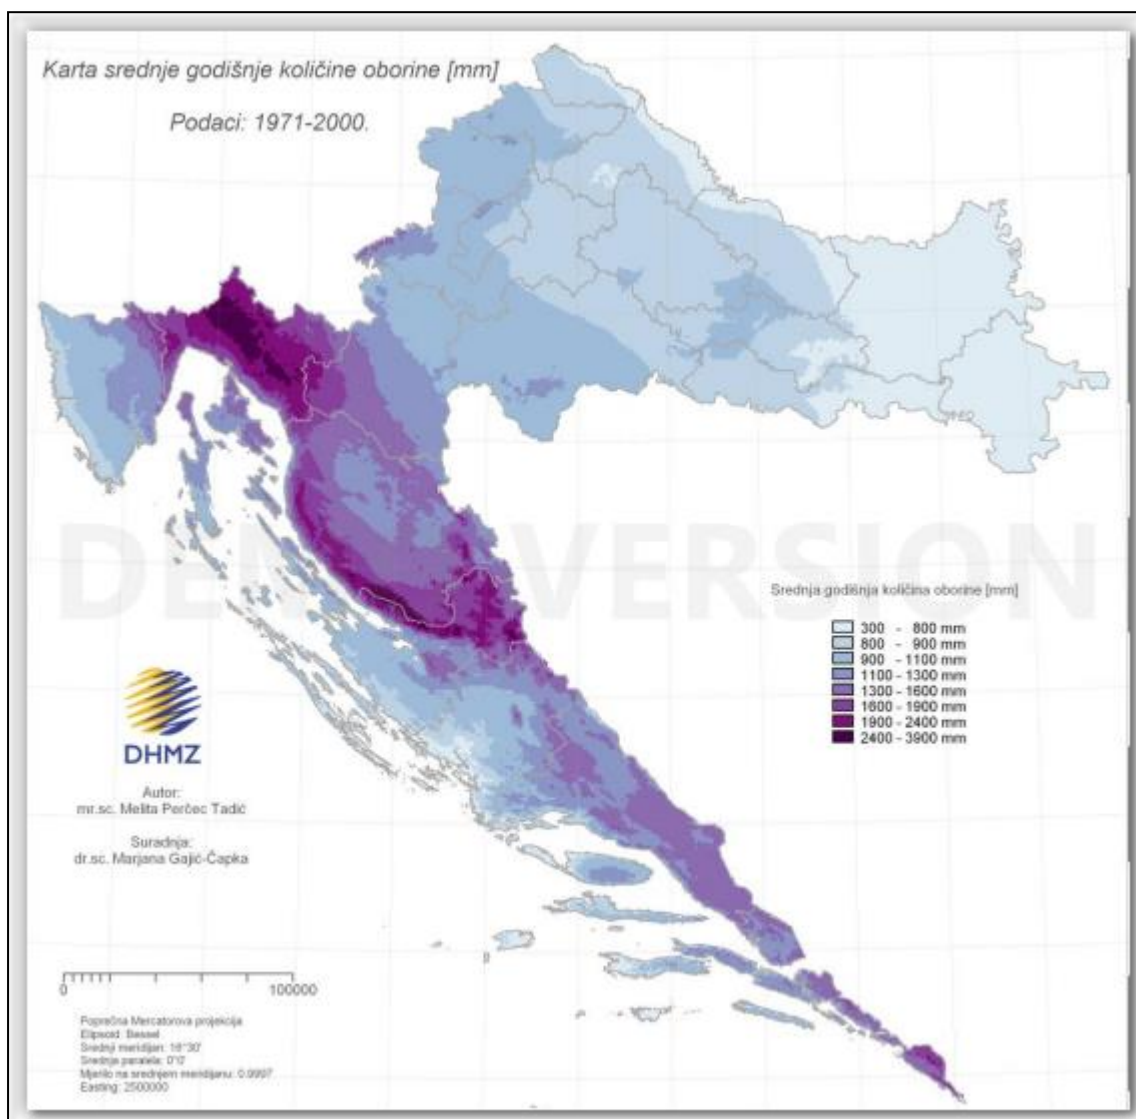 Karta srednje godišnje količine oborine [mm]
Podaci: 1971-2000.
DEMO VERSION
Srednja godišnja količina oborine [mm]
300 - 800 mm
800 - 900 mm
900 - 1100 mm
1100 - 1300 mm
1300 - 1600 mm
1600 - 1900 mm
1900 - 2400 mm
2400 - 3900 mm
DHMZ
Autor:
mr.sc. Melita Perčec Tadić
Suradnja:
dr.sc. Marjana Gajić-Čapka
0 100000
Poprečna Mercatorova projekcija
Elipsoid: Bessel
Srednji meridijan: 16°30'
Srednja paralela: 0°0'
Mjerilo na srednjem meridijanu: 0.9997
Easting: 2500000